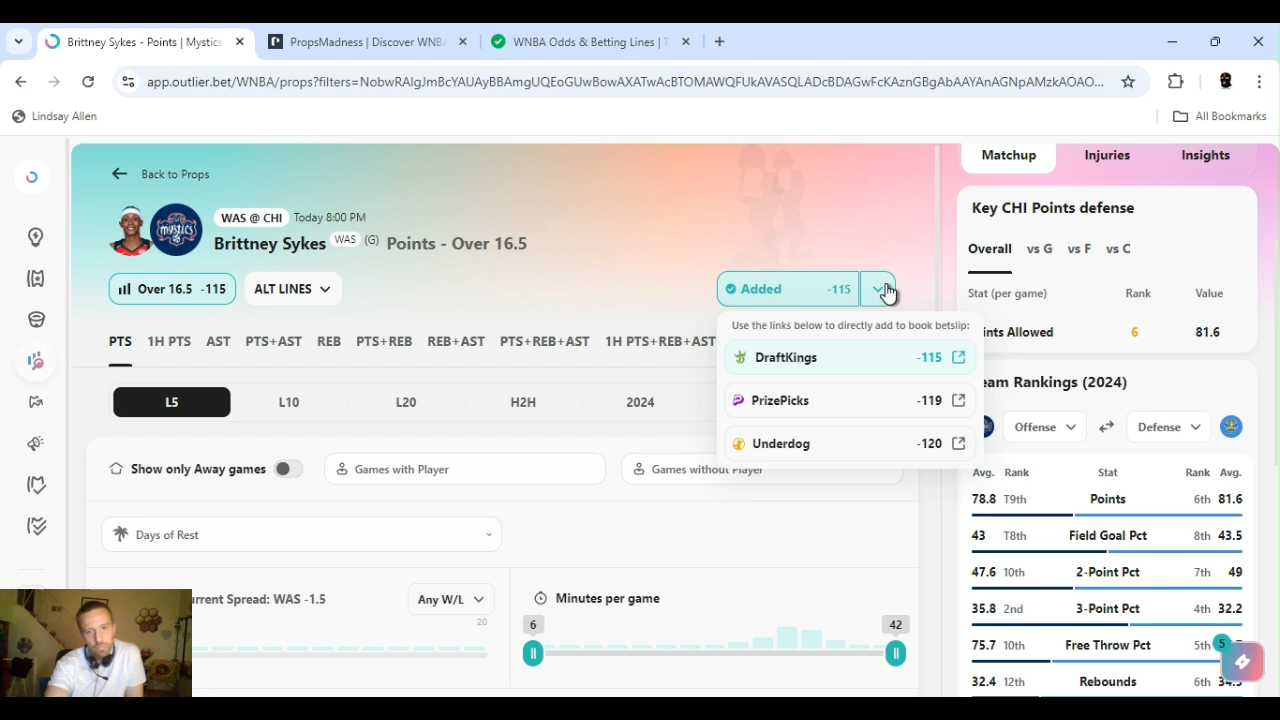 Brittney Sykes - Points | Mystics
PropsMadness | Discover WNB
WNBA Odds & Betting Lines | T
Lindsay Allen
All Bookmarks
Back to Props
WAS @ CHI Today 8:00 PM
mystics
Brittney Sykes WAS (G) Points - Over 16.5
Over 16.5 -115
ALT LINES
Added -115
Use the links below to directly add to book betslip:
DraftKings -115
PrizePicks -119
Underdog -120
PTS 1H PTS AST PTS+AST REB PTS+REB REB+AST PTS+REB+AST 1H PTS+REB+AST
L5 L10 L20 H2H 2024
Show only Away games
Games with Player
Games without Player
Days of Rest
rrent Spread: WAS -1.5
Any W/L
20
Minutes per game
6 42
Matchup Injuries Insights
Key CHI Points defense
Overall vs G vs F vs C
Stat (per game) Rank Value
ints Allowed 6 81.6
eam Rankings (2024)
Offense Defense
Avg. Rank Stat Rank Avg.
78.8 T9th Points 6th 81.6
43 T8th Field Goal Pct 8th 43.5
47.6 10th 2-Point Pct 7th 49
35.8 2nd 3-Point Pct 4th 32.2
75.7 10th Free Throw Pct 5th
5
32.4 12th Rebounds 6th